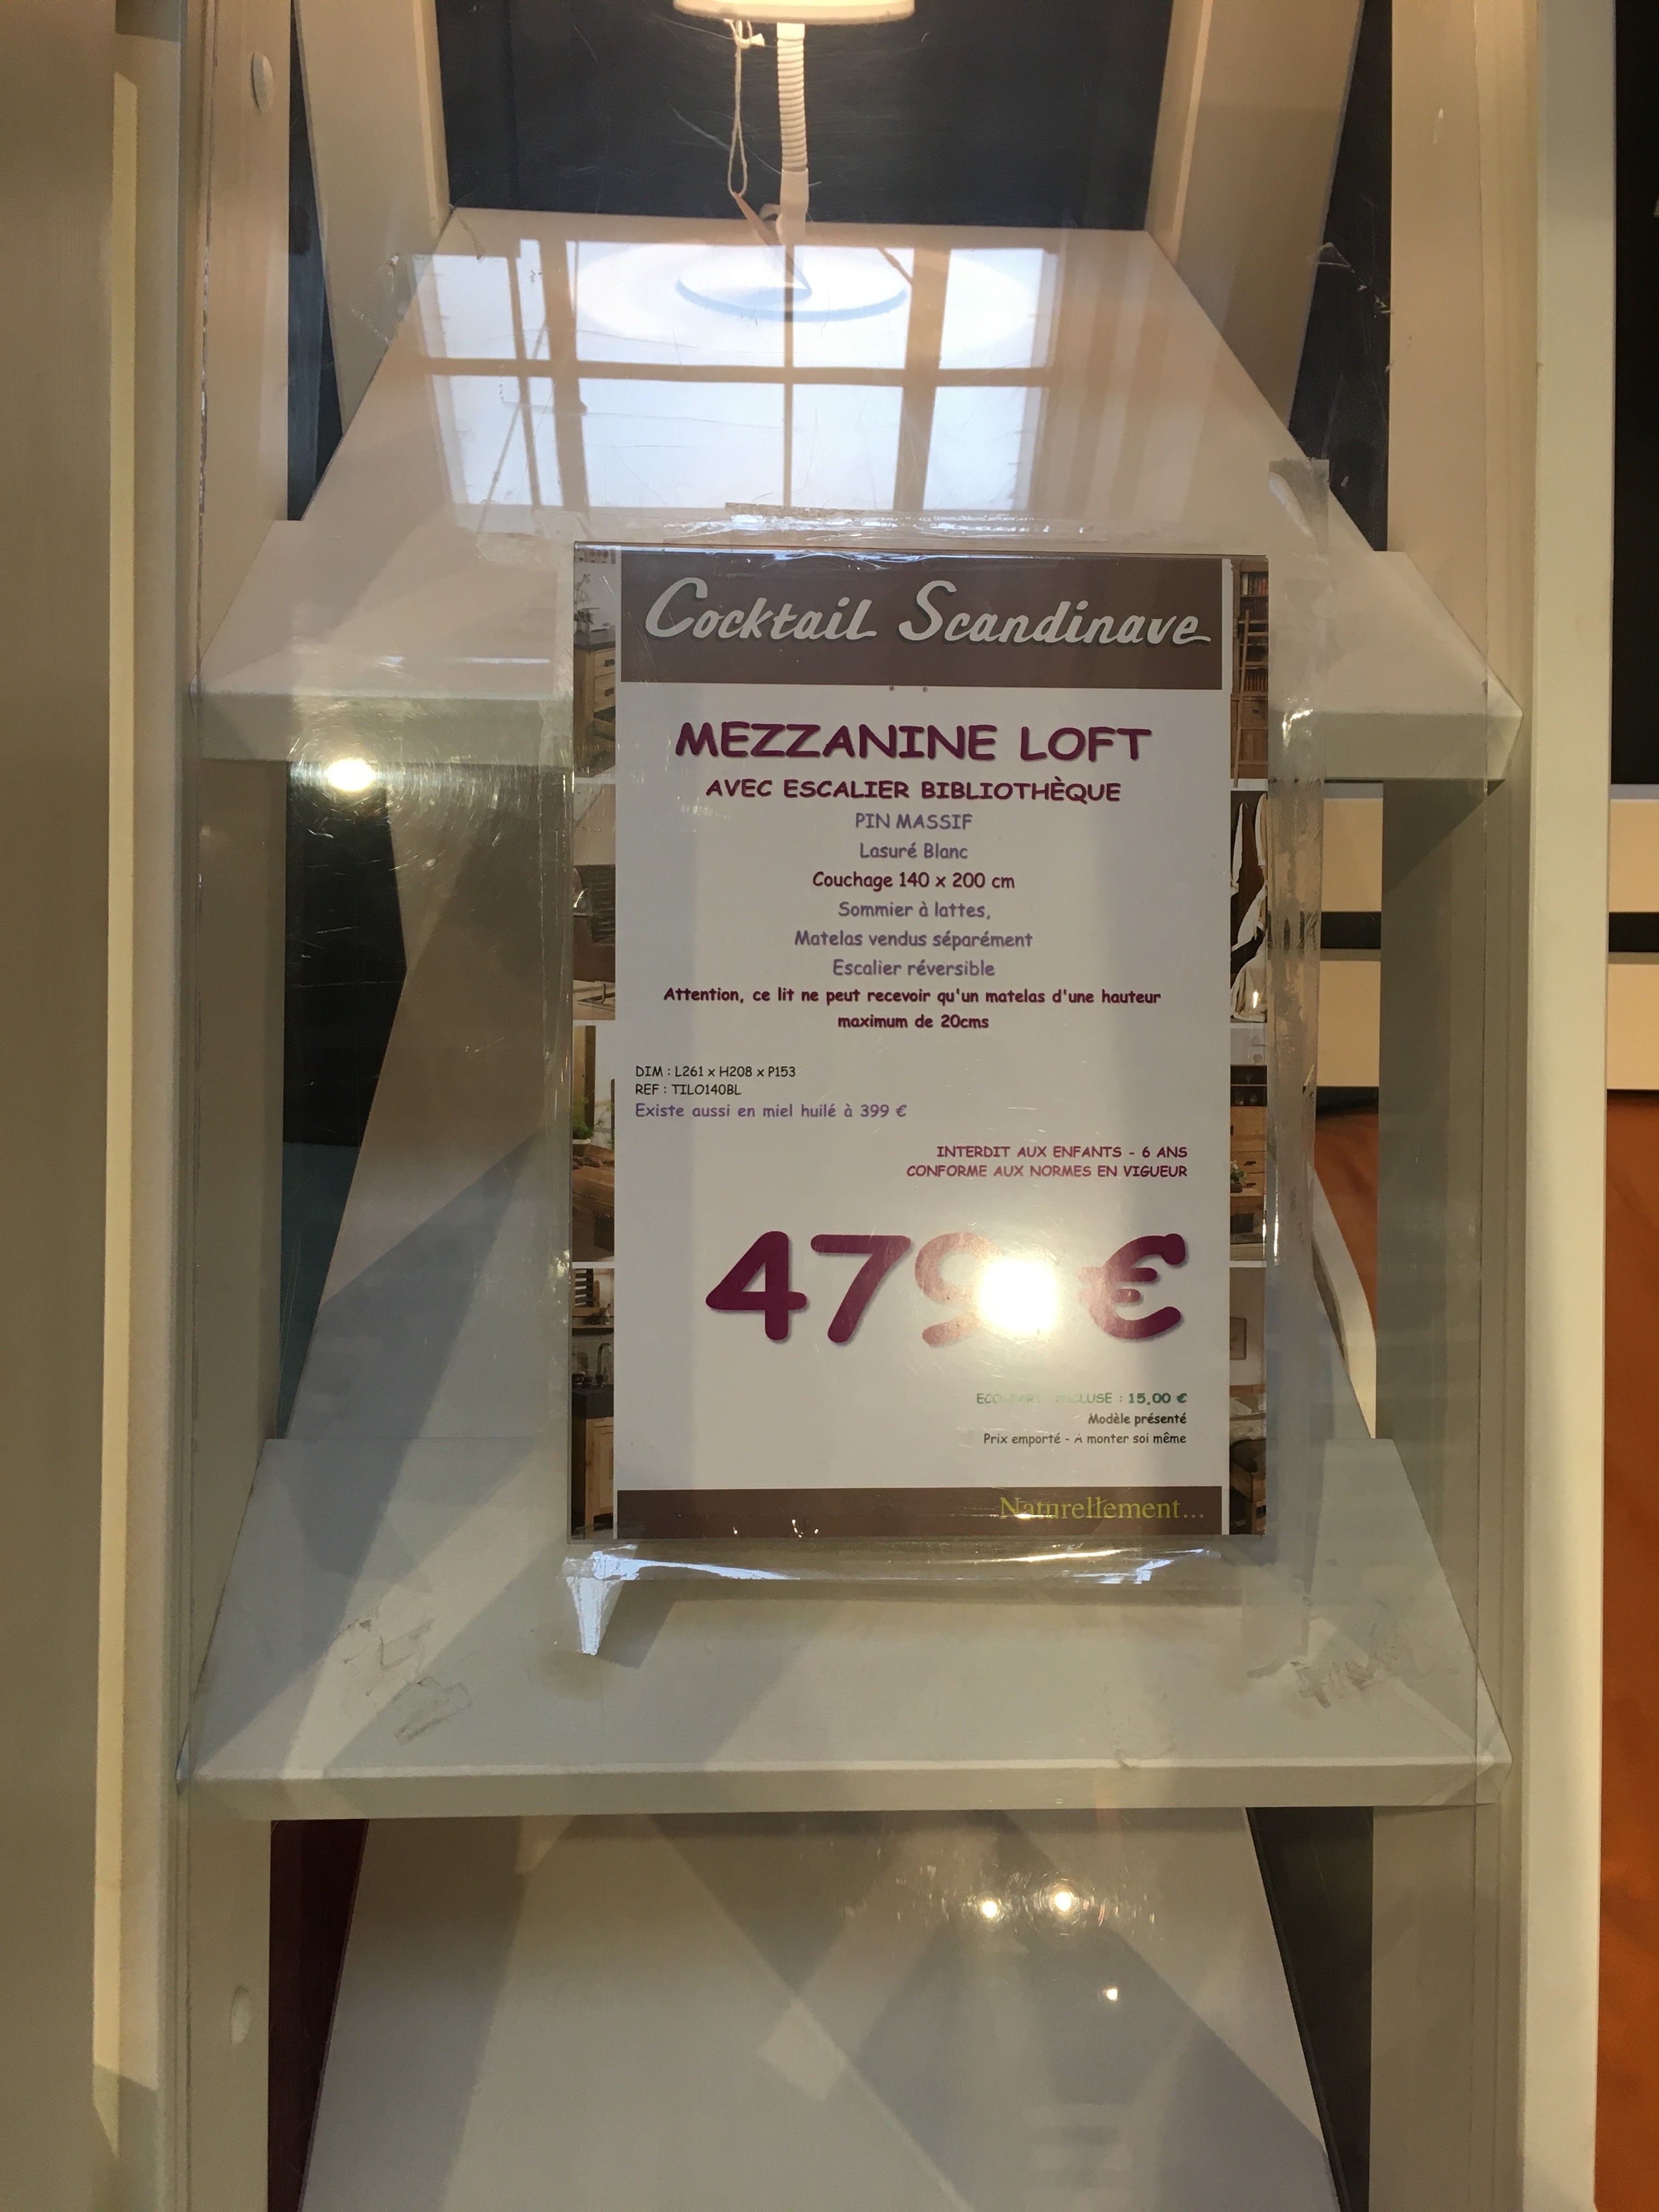 Cocktail Scandinave
MEZZANINE LOFT
AVEC ESCALIER BIBLIOTHÈQUE
PIN MASSIF
Lasuré Blanc
Couchage 140 x 200 cm
Sommier à lattes,
Matelas vendus séparément
Escalier réversible
Attention, ce lit ne peut recevoir qu'un matelas d'une hauteur
maximum de 20cms
DIM : L261 x H208 x P153
REF : TILO140BL
Existe aussi en miel huilé à 399 €
INTERDIT AUX ENFANTS - 6 ANS
CONFORME AUX NORMES EN VIGUEUR
479 €
: 15,00 €
Modèle présenté
Prix emporté - A monter soi même
Naturellement...